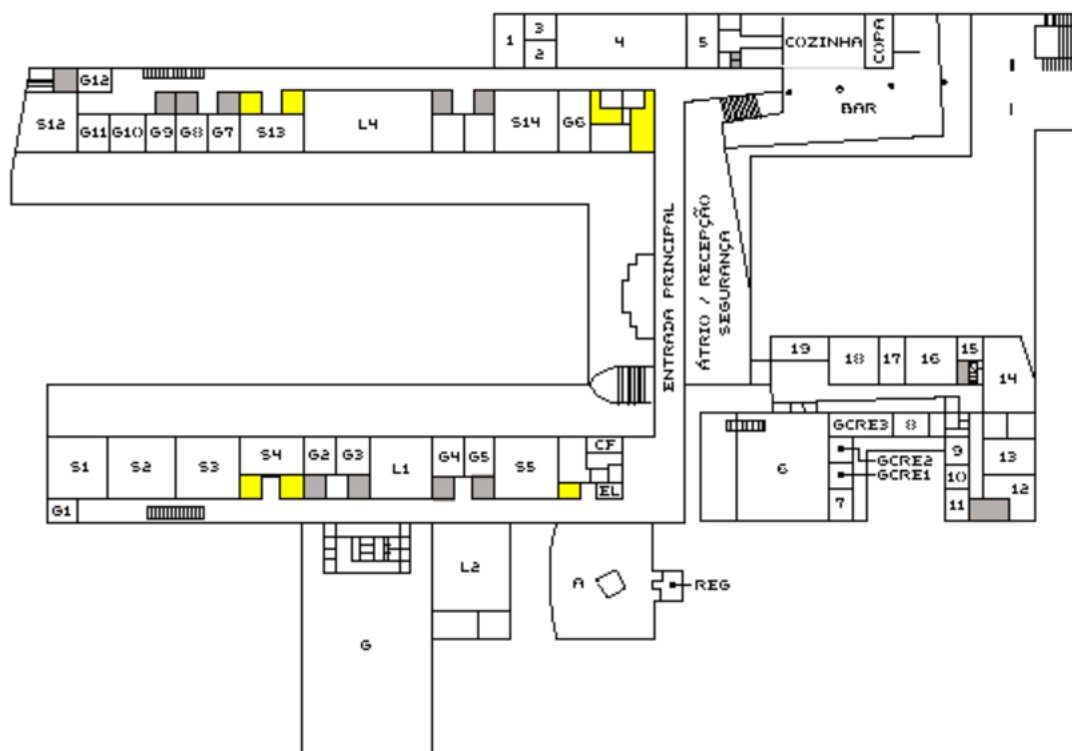 1
3
2
4
5
COZINHA
COPA
BAR
G12
S12
G11
G10
G9
G8
G7
S13
L4
S14
G6
ENTRADA PRINCIPAL
ÁTRIO / RECEPÇÃO
SEGURANÇA
19
18
17
16
15
14
S1
S2
S3
S4
G2
G3
L1
G4
G5
S5
CF
EL
G1
6
GCRE3
8
GCRE2
GCRE1
7
9
10
11
13
12
L2
A
REG
G